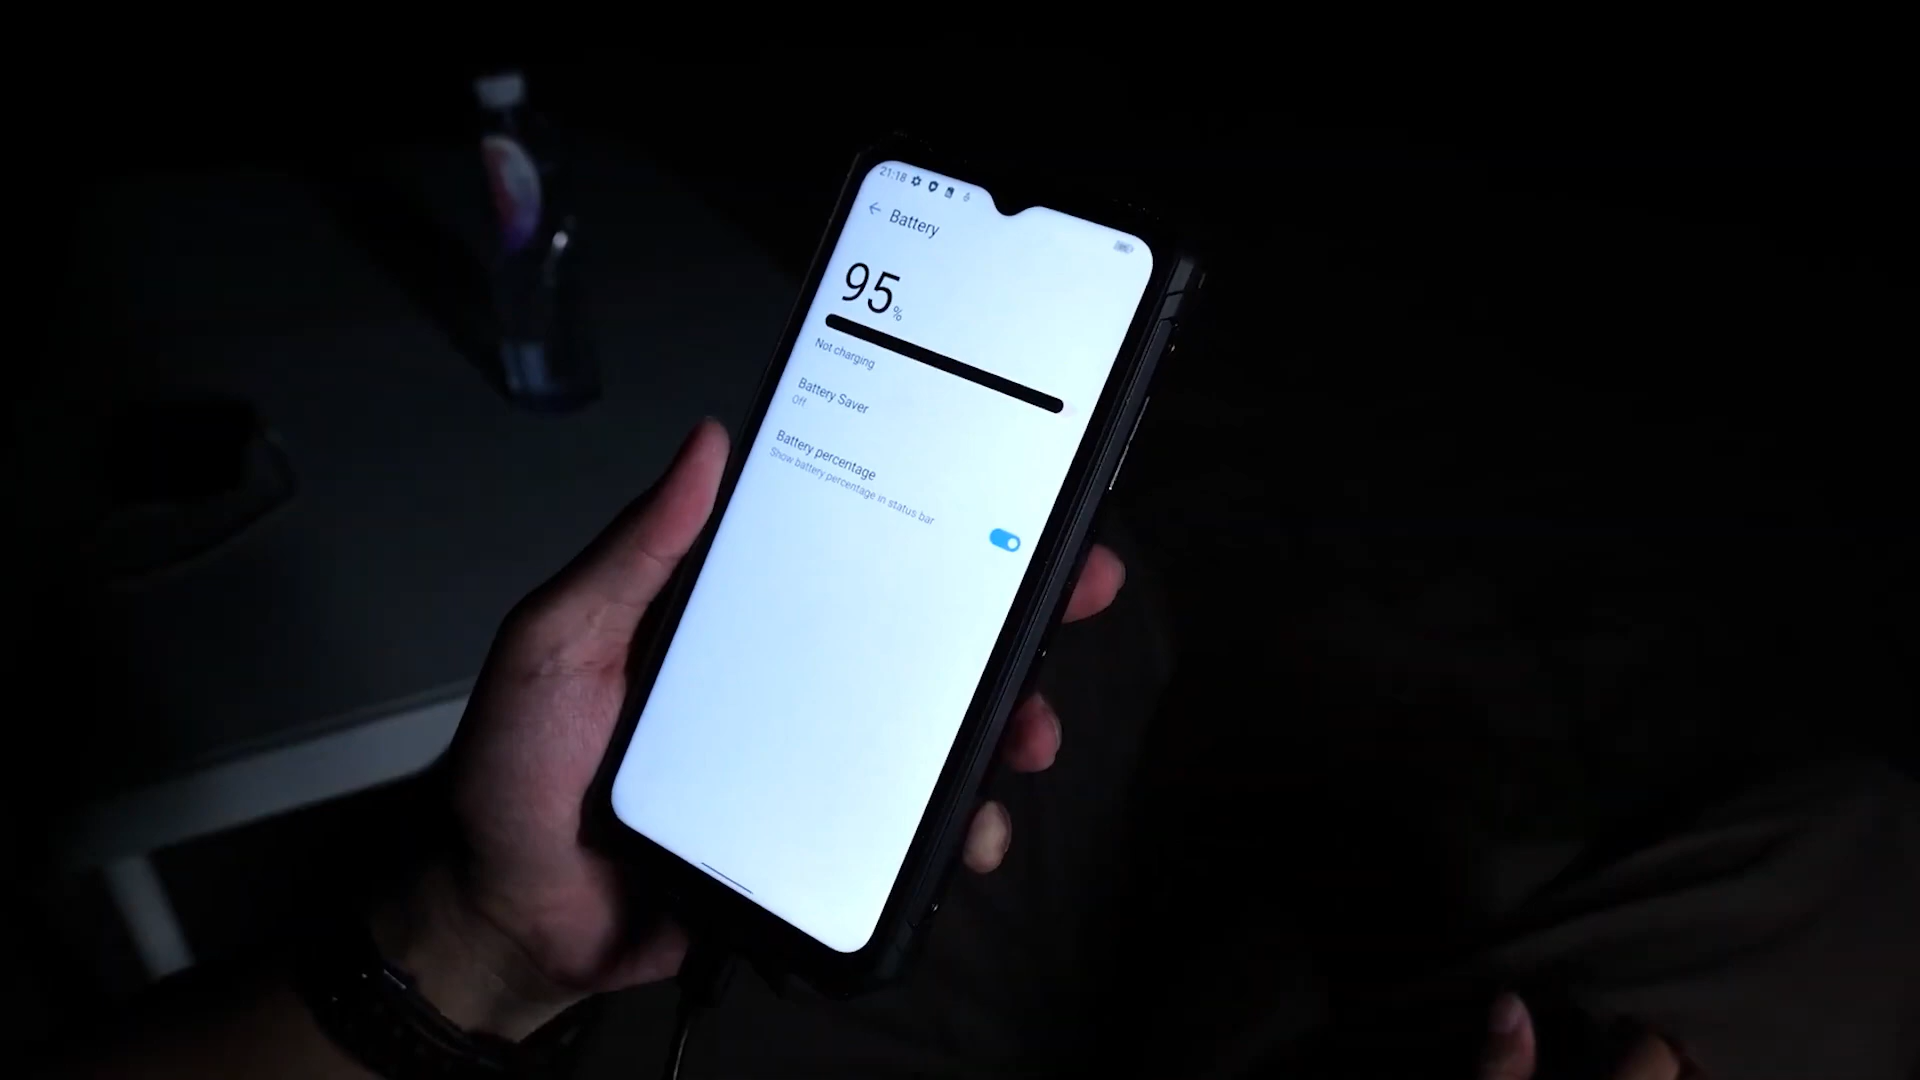 21:18
Battery
95%
Not charging
Battery Saver
Off
Battery percentage
Show battery percentage in status bar